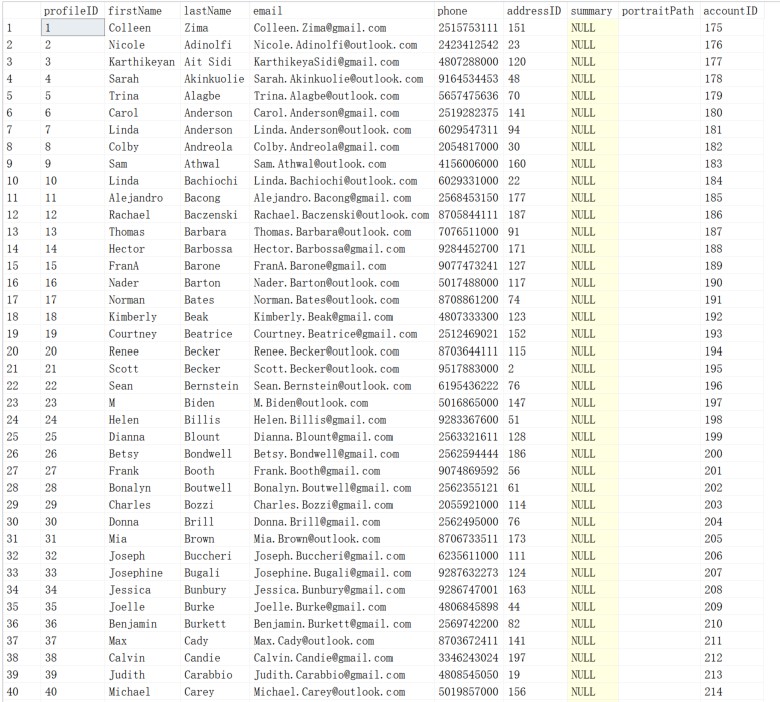 profileID firstName lastName email phone addressID summary portraitPath accountID
1 1 Colleen Zima Colleen.Zima@gmail.com 2515753111 151 NULL 175
2 2 Nicole Adinolfi Nicole.Adinolfi@outlook.com 2423412542 23 NULL 176
3 3 Karthikeyan Ait Sidi KarthikeyaSidi@gmail.com 4807288000 120 NULL 177
4 4 Sarah Akinkuolie Sarah.Akinkuolie@outlook.com 9164534453 48 NULL 178
5 5 Trina Alagbe Trina.Alagbe@outlook.com 5657475636 70 NULL 179
6 6 Carol Anderson Carol.Anderson@gmail.com 2519282375 141 NULL 180
7 7 Linda Anderson Linda.Anderson@outlook.com 6029547311 94 NULL 181
8 8 Colby Andreola Colby.Andreola@gmail.com 2054817000 30 NULL 182
9 9 Sam Athwal Sam.Athwal@outlook.com 4156006000 160 NULL 183
10 10 Linda Bachiochi Linda.Bachiochi@outlook.com 6029331000 22 NULL 184
11 11 Alejandro Bacong Alejandro.Bacong@gmail.com 2568453150 177 NULL 185
12 12 Rachael Baczenski Rachael.Baczenski@outlook.com 8705844111 187 NULL 186
13 13 Thomas Barbara Thomas.Barbara@outlook.com 7076511000 91 NULL 187
14 14 Hector Barbossa Hector.Barbossa@gmail.com 9284452700 171 NULL 188
15 15 FranA Barone FranA.Barone@gmail.com 9077473241 127 NULL 189
16 16 Nader Barton Nader.Barton@outlook.com 5017488000 117 NULL 190
17 17 Norman Bates Norman.Bates@outlook.com 8708861200 74 NULL 191
18 18 Kimberly Beak Kimberly.Beak@gmail.com 4807333300 123 NULL 192
19 19 Courtney Beatrice Courtney.Beatrice@gmail.com 2512469021 152 NULL 193
20 20 Renee Becker Renee.Becker@outlook.com 8703644111 115 NULL 194
21 21 Scott Becker Scott.Becker@outlook.com 9517883000 2 NULL 195
22 22 Sean Bernstein Sean.Bernstein@outlook.com 6195436222 76 NULL 196
23 23 M Biden M.Biden@outlook.com 5016865000 147 NULL 197
24 24 Helen Billis Helen.Billis@gmail.com 9283367600 51 NULL 198
25 25 Dianna Blount Dianna.Blount@gmail.com 2563321611 128 NULL 199
26 26 Betsy Bondwell Betsy.Bondwell@gmail.com 2562594444 186 NULL 200
27 27 Frank Booth Frank.Booth@gmail.com 9074869592 56 NULL 201
28 28 Bonalyn Boutwell Bonalyn.Boutwell@gmail.com 2562355121 61 NULL 202
29 29 Charles Bozzi Charles.Bozzi@gmail.com 2055921000 114 NULL 203
30 30 Donna Brill Donna.Brill@gmail.com 2562495000 76 NULL 204
31 31 Mia Brown Mia.Brown@outlook.com 8706733511 173 NULL 205
32 32 Joseph Buccheri Joseph.Buccheri@gmail.com 6235611000 111 NULL 206
33 33 Josephine Bugali Josephine.Bugali@gmail.com 9287632273 124 NULL 207
34 34 Jessica Bunbury Jessica.Bunbury@gmail.com 9286747001 163 NULL 208
35 35 Joelle Burke Joelle.Burke@gmail.com 4806845898 44 NULL 209
36 36 Benjamin Burkett Benjamin.Burkett@gmail.com 2569742200 82 NULL 210
37 37 Max Cady Max.Cady@outlook.com 8703672411 141 NULL 211
38 38 Calvin Candie Calvin.Candie@gmail.com 3346243024 197 NULL 212
39 39 Judith Carabbio Judith.Carabbio@gmail.com 4808545050 19 NULL 213
40 40 Michael Carey Michael.Carey@outlook.com 5019857000 156 NULL 214